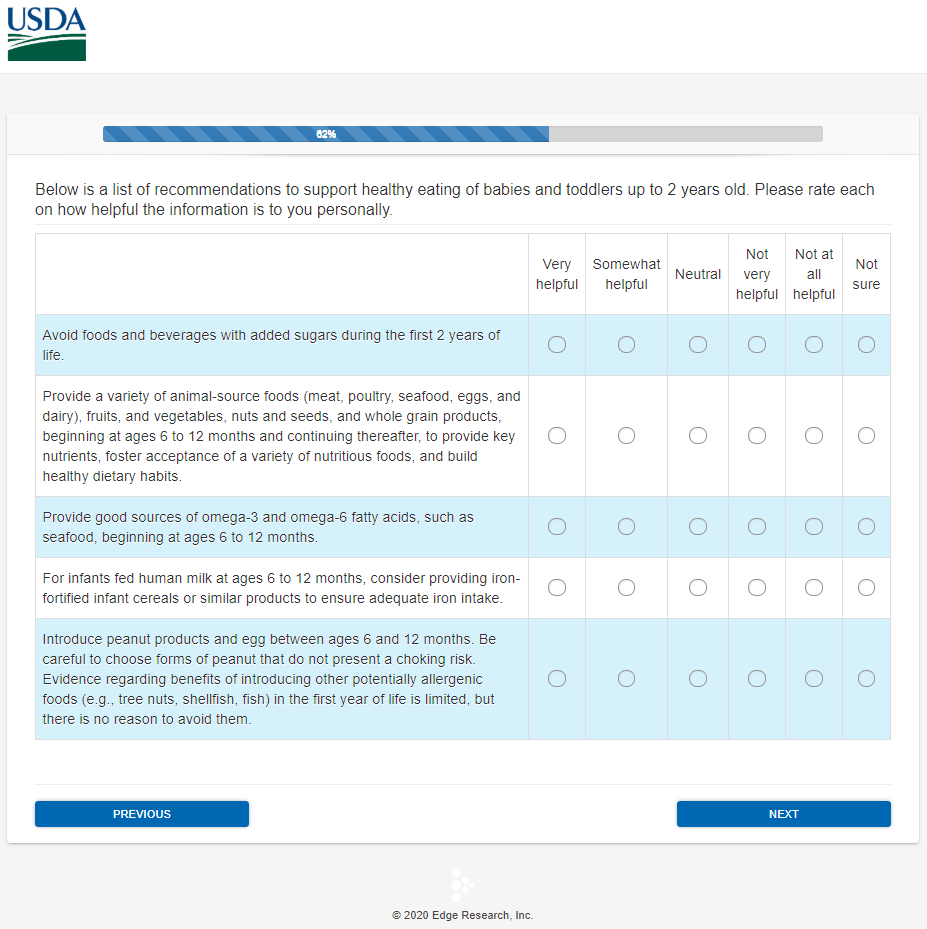 USDA
62%
Below is a list of recommendations to support healthy eating of babies and toddlers up to 2 years old. Please rate each
on how helpful the information is to you personally.
Very
helpful
Somewhat
helpful
Neutral
Not
very
helpful
Not at
all
helpful
Not
sure
Avoid foods and beverages with added sugars during the first 2 years of
life.
Provide a variety of animal-source foods (meat, poultry, seafood, eggs, and
dairy), fruits, and vegetables, nuts and seeds, and whole grain products,
beginning at ages 6 to 12 months and continuing thereafter, to provide key
nutrients, foster acceptance of a variety of nutritious foods, and build
healthy dietary habits.
Provide good sources of omega-3 and omega-6 fatty acids, such as
seafood, beginning at ages 6 to 12 months.
For infants fed human milk at ages 6 to 12 months, consider providing iron-
fortified infant cereals or similar products to ensure adequate iron intake.
Introduce peanut products and egg between ages 6 and 12 months. Be
careful to choose forms of peanut that do not present a choking risk.
Evidence regarding benefits of introducing other potentially allergenic
foods (e.g., tree nuts, shellfish, fish) in the first year of life is limited, but
there is no reason to avoid them.
PREVIOUS
NEXT
© 2020 Edge Research, Inc.